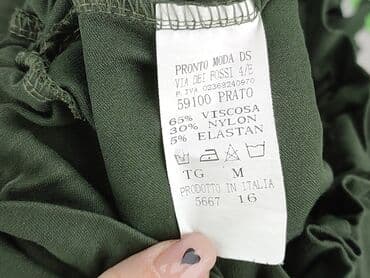 PRONTO MODA DS
VIA DEI FOSSI 4/E
P. IVA 02362240970
59100 PRATO
65% VISCOSA
30% NYLON
5% ELASTAN
TG M
PRODOTTO IN ITALIA
5667 16